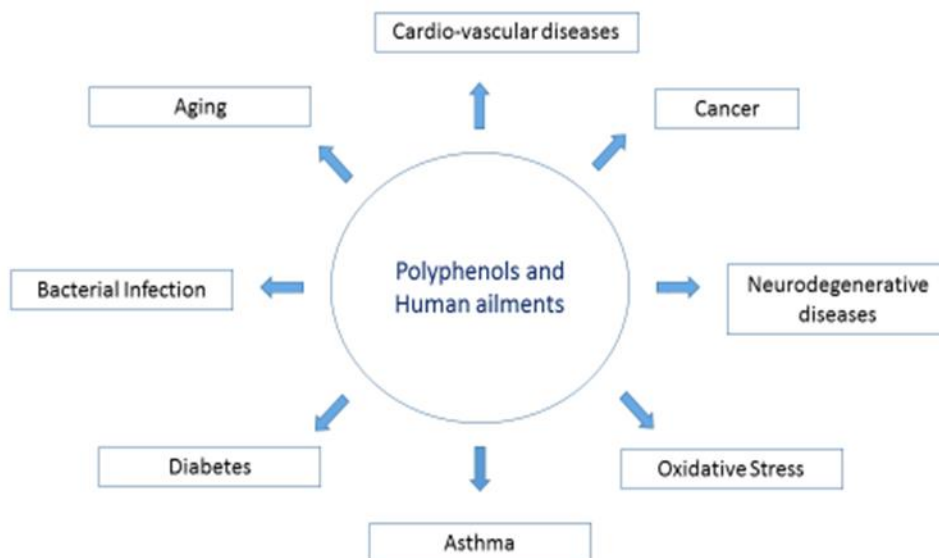 Cardio-vascular diseases
Aging
Cancer
Polyphenols and
Human ailments
Bacterial Infection
Neurodegenerative
diseases
Diabetes
Oxidative Stress
Asthma